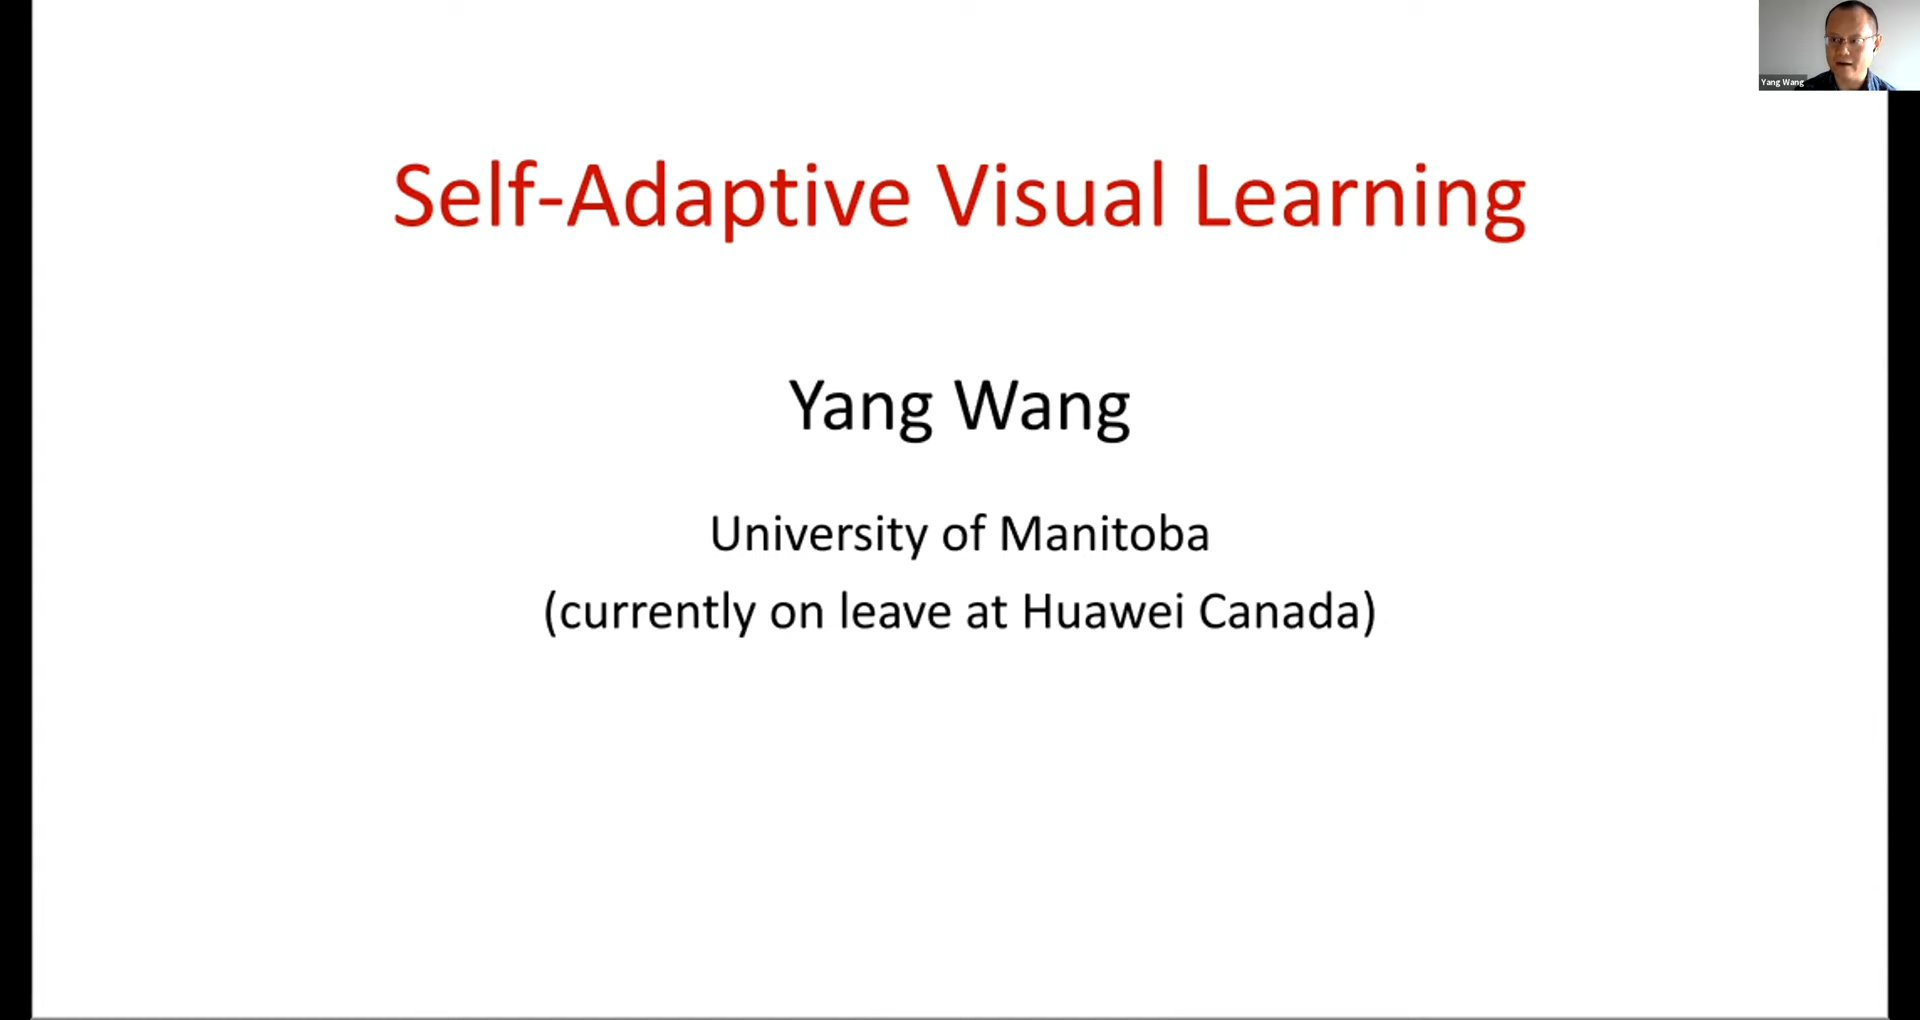 Self-Adaptive Visual Learning
Yang Wang
University of Manitoba
(currently on leave at Huawei Canada)
Yang Wang